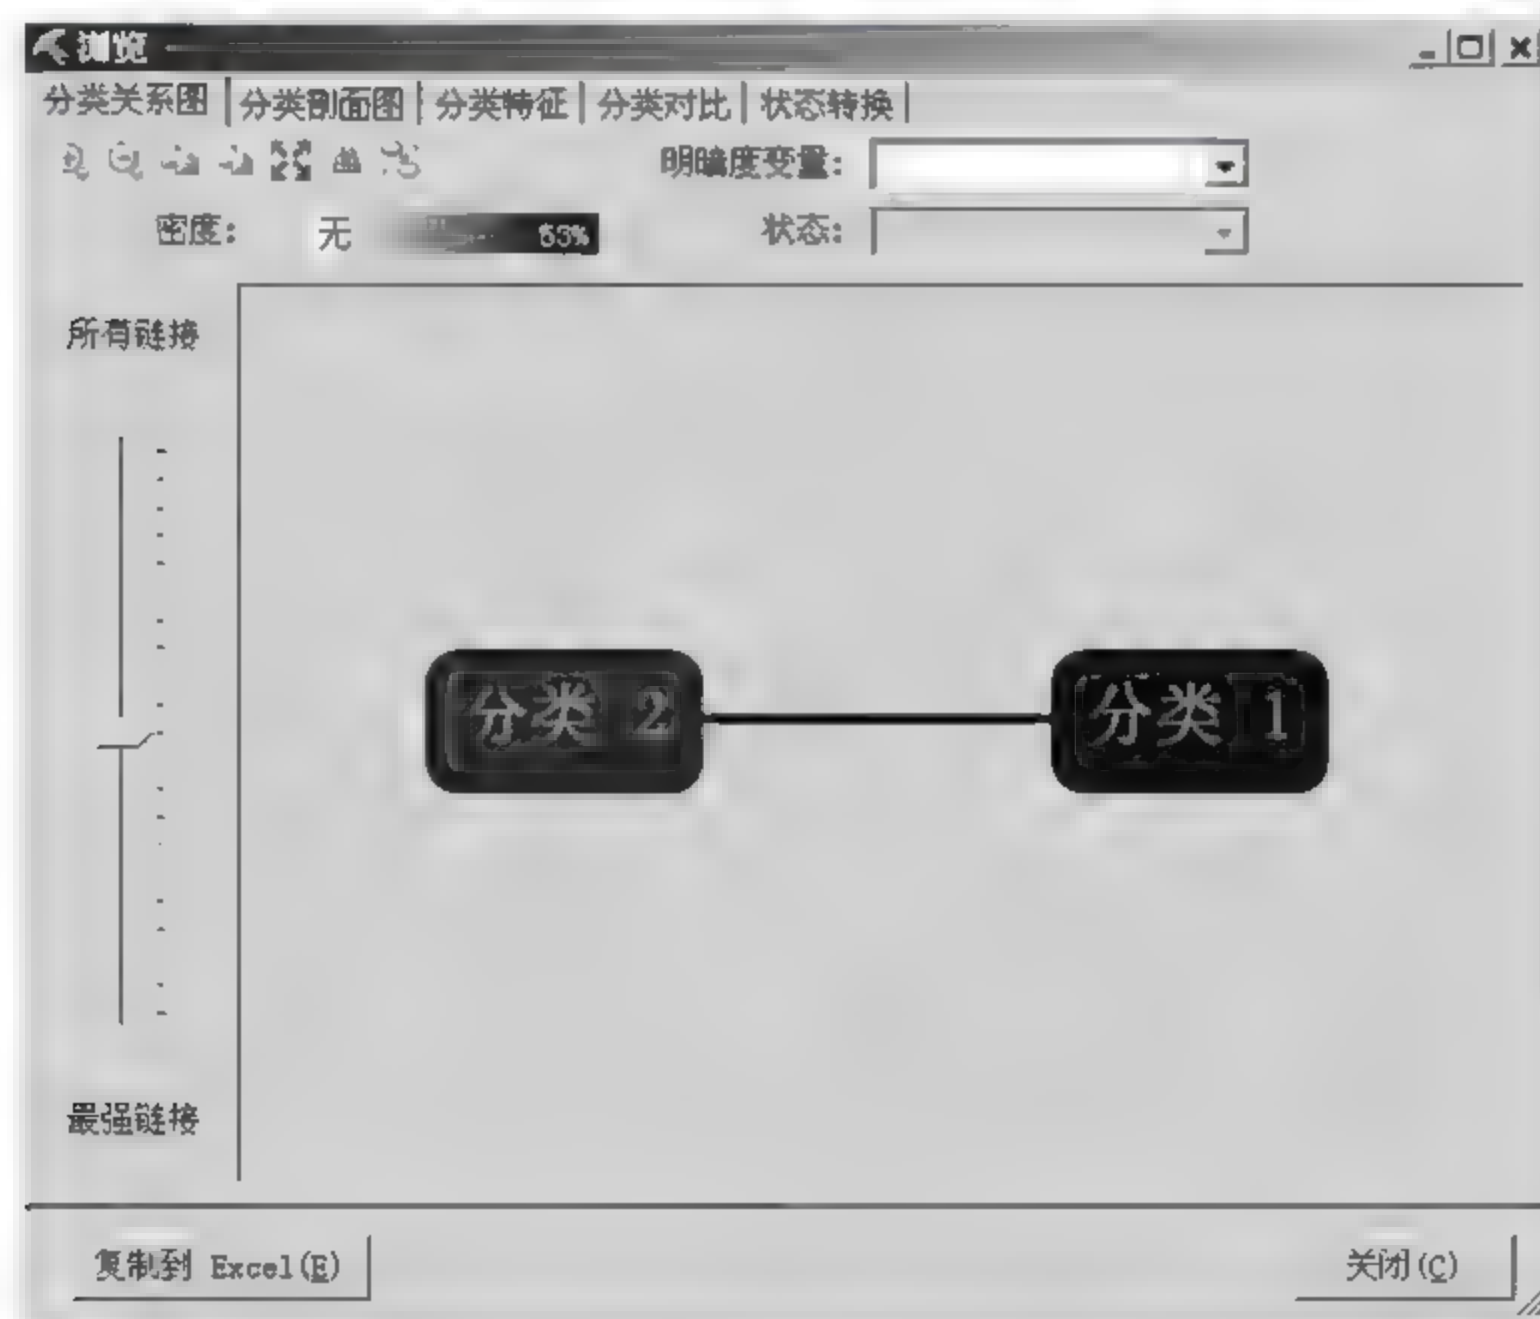 浏览
分类关系图 分类剖面图 分类特征 分类对比 状态转换
明暗度变量:
密度: 无 53% 状态:
所有链接
分类 2 分类 1
最强链接
复制到 Excel(E) 关闭(C)